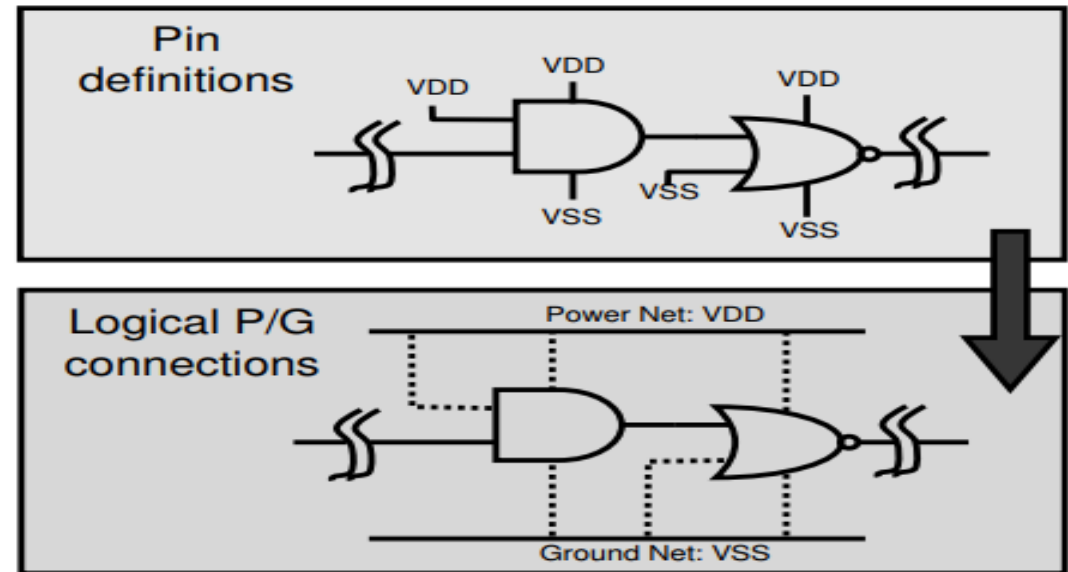 Pin
definitions
VDD
VDD
VDD
VSS
VSS
VSS
Logical P/G
connections
Power Net: VDD
Ground Net: VSS